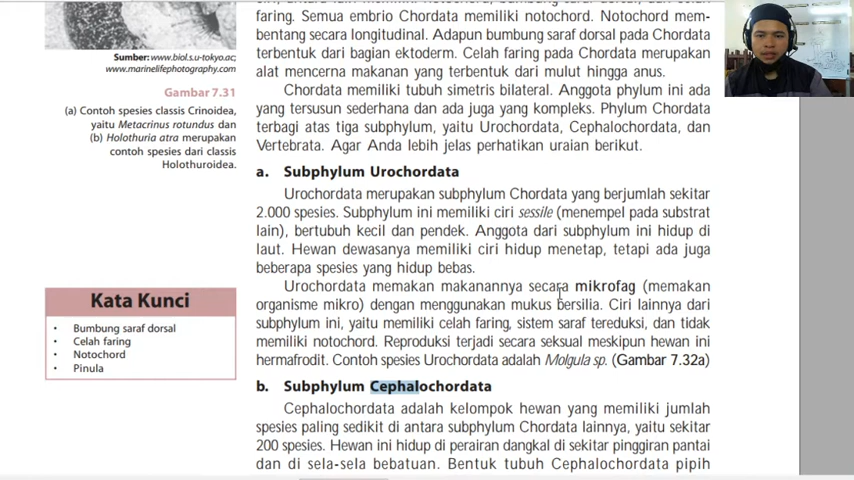 faring. Semua embrio Chordata memiliki notochord. Notochord mem-
bentang secara longitudinal. Adapun bumbung saraf dorsal pada Chordata
terbentuk dari bagian ektoderm. Celah faring pada Chordata merupakan
alat mencerna makanan yang terbentuk dari mulut hingga anus.
Chordata memiliki tubuh simetris bilateral. Anggota phylum ini ada
yang tersusun sederhana dan ada juga yang kompleks. Phylum Chordata
terbagi atas tiga subphylum, yaitu Urochordata, Cephalochordata, dan
Vertebrata. Agar Anda lebih jelas perhatikan uraian berikut.
Sumber: www.biol.s.u-tokyo.ac;
www.marinelifephotography.com
Gambar 7.31
(a) Contoh spesies classis Crinoidea,
yaitu Metacrinus rotundus dan
(b) Holothuria atra merupakan
contoh spesies dari classis
Holothuroidea.
a. Subphylum Urochordata
Urochordata merupakan subphylum Chordata yang berjumlah sekitar
2.000 spesies. Subphylum ini memiliki ciri sessile (menempel pada substrat
lain), bertubuh kecil dan pendek. Anggota dari subphylum ini hidup di
laut. Hewan dewasanya memiliki ciri hidup menetap, tetapi ada juga
beberapa spesies yang hidup bebas.
Urochordata memakan makanannya secara mikrofag (memakan
organisme mikro) dengan menggunakan mukus bersilia. Ciri lainnya dari
subphylum ini, yaitu memiliki celah faring, sistem saraf tereduksi, dan tidak
memiliki notochord. Reproduksi terjadi secara seksual meskipun hewan ini
hermafrodit. Contoh spesies Urochordata adalah Molgula sp. (Gambar 7.32a)
Kata Kunci
• Bumbung saraf dorsal
• Celah faring
• Notochord
• Pinula
b. Subphylum Cephalochordata
Cephalochordata adalah kelompok hewan yang memiliki jumlah
spesies paling sedikit di antara subphylum Chordata lainnya, yaitu sekitar
200 spesies. Hewan ini hidup di perairan dangkal di sekitar pinggiran pantai
dan di sela-sela bebatuan. Bentuk tubuh Cephalochordata pipih